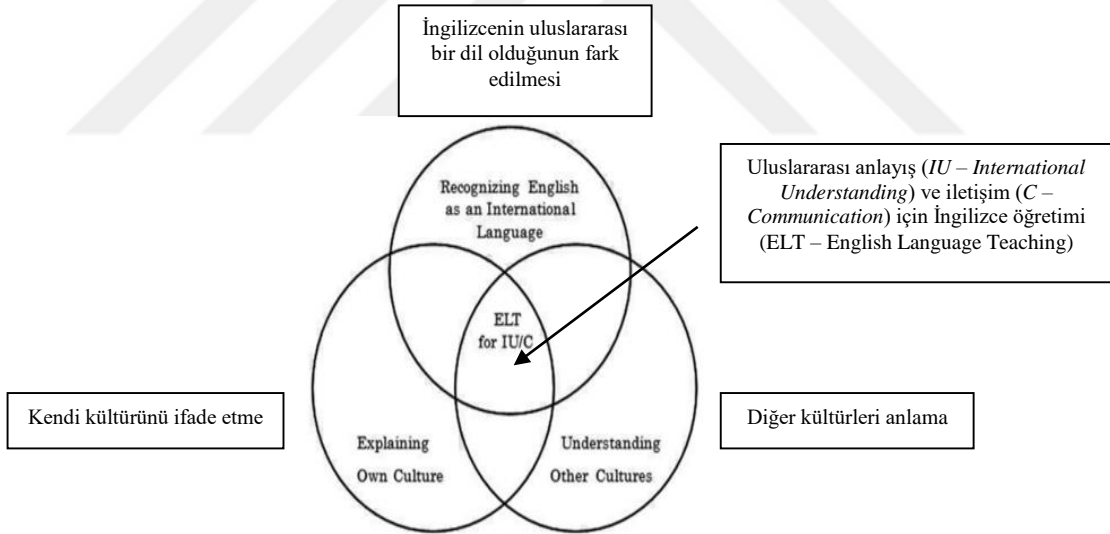 İngilizcenin uluslararası
bir dil olduğunun fark
edilmesi
Uluslararası anlayış (IU – International
Understanding) ve iletişim (C –
Communication) için İngilizce öğretimi
(ELT – English Language Teaching)
Recognizing English
as an International
Language
ELT
for IU/C
Kendi kültürünü ifade etme
Diğer kültürleri anlama
Explaining
Own Culture
Understanding
Other Cultures